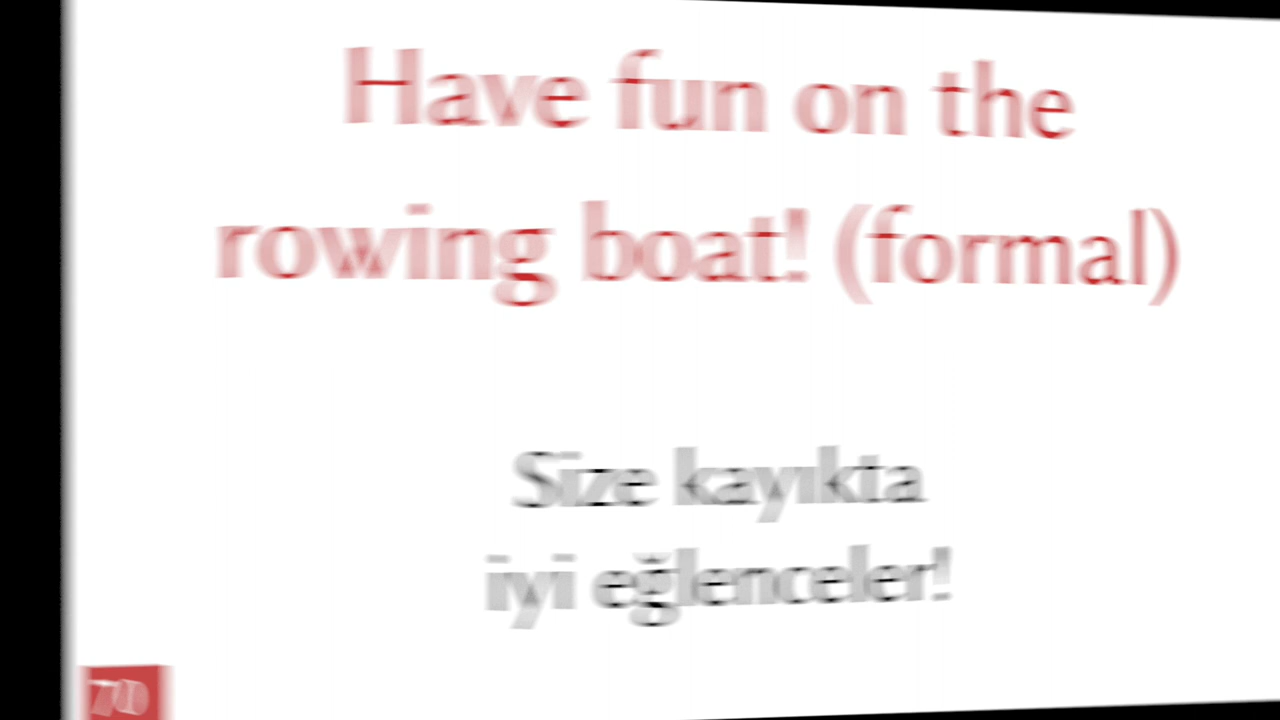 Have fun on the
rowing boat! (formal)
Size kayıkta
iyi eğlenceler!